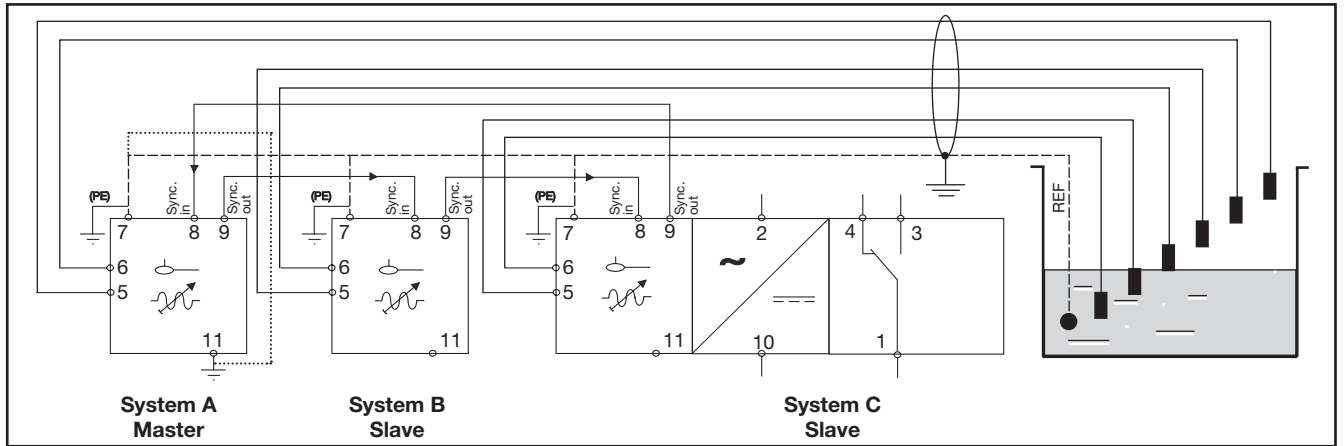 (PE)
Sync. in
Sync. out
7
8
9
6
5
11
(PE)
Sync. in
Sync. out
7
8
9
6
5
11
(PE)
Sync. in
Sync. out
7
8
9
6
5
11
2
10
4
3
1
REF
System A
Master
System B
Slave
System C
Slave